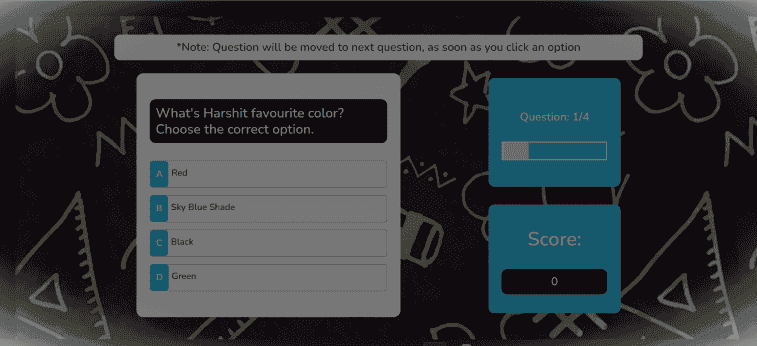 *Note: Question will be moved to next question, as soon as you click an option
What's Harshit favourite color?
Choose the correct option.
A Red
B Sky Blue Shade
C Black
D Green
Question: 1/4
Score:
0